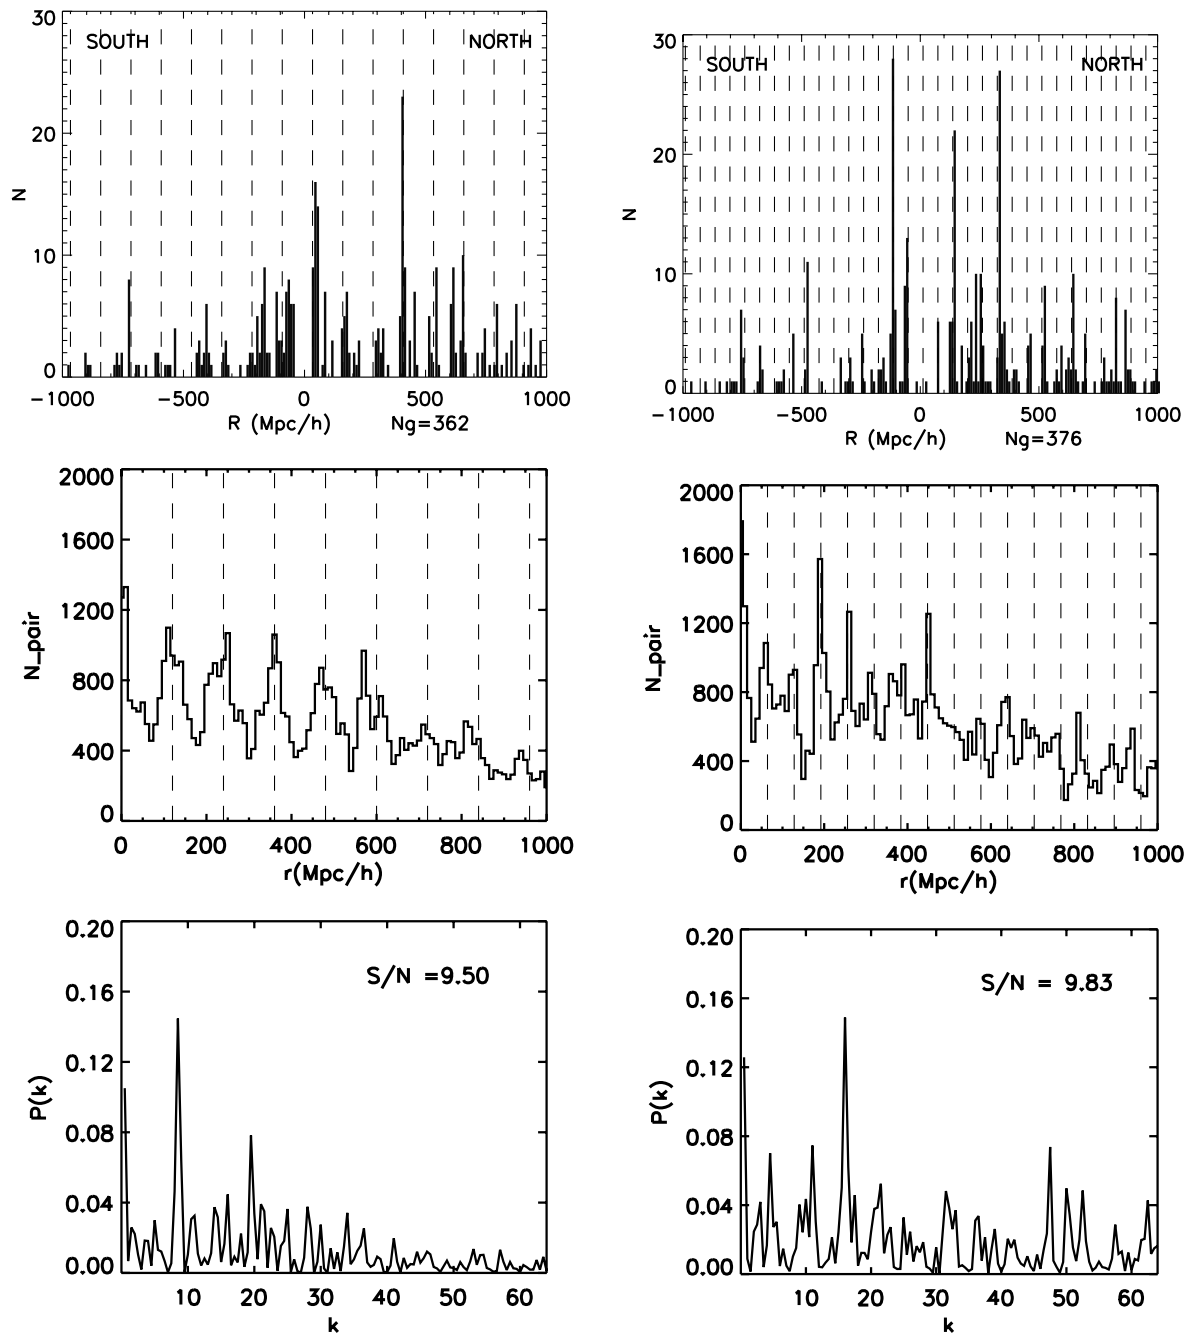 30
SOUTH NORTH
20
N
10
0
−1000 −500 0 500 1000
R (Mpc/h) Ng=362
30
SOUTH NORTH
20
N
10
0
−1000 −500 0 500 1000
R (Mpc/h) Ng=376
2000
1600
1200
N_pair
800
400
0
0 200 400 600 800 1000
r(Mpc/h)
2000
1600
1200
N_pair
800
400
0
0 200 400 600 800 1000
r(Mpc/h)
0.20
S/N =9.50
0.16
0.12
P(k)
0.08
0.04
0.00
10 20 30 40 50 60
k
0.20
S/N = 9.83
0.16
0.12
P(k)
0.08
0.04
0.00
10 20 30 40 50 60
k